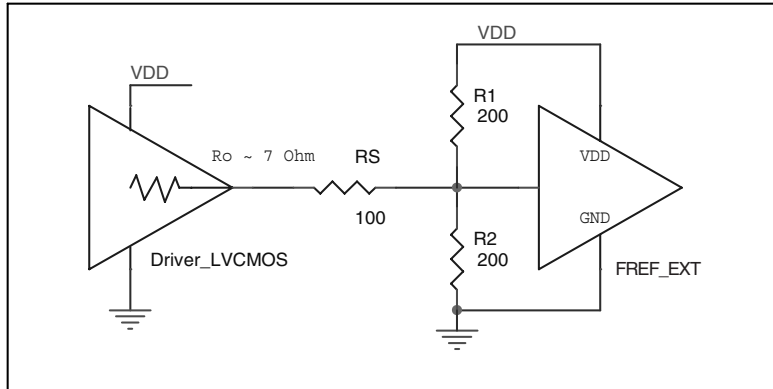 VDD
VDD
R1
200
Ro ~ 7 Ohm
RS
VDD
100
GND
R2
200
Driver_LVCMOS
FREF_EXT